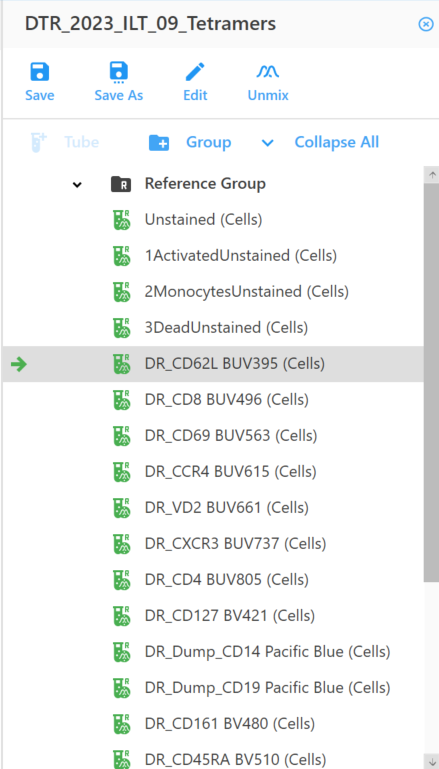 DTR_2023_ILT_09_Tetramers
Save Save As Edit Unmix
Tube Group Collapse All
Reference Group
Unstained (Cells)
1ActivatedUnstained (Cells)
2MonocytesUnstained (Cells)
3DeadUnstained (Cells)
DR_CD62L BUV395 (Cells)
DR_CD8 BUV496 (Cells)
DR_CD69 BUV563 (Cells)
DR_CCR4 BUV615 (Cells)
DR_VD2 BUV661 (Cells)
DR_CXCR3 BUV737 (Cells)
DR_CD4 BUV805 (Cells)
DR_CD127 BV421 (Cells)
DR_Dump_CD14 Pacific Blue (Cells)
DR_Dump_CD19 Pacific Blue (Cells)
DR_CD161 BV480 (Cells)
DR_CD45RA BV510 (Cells)